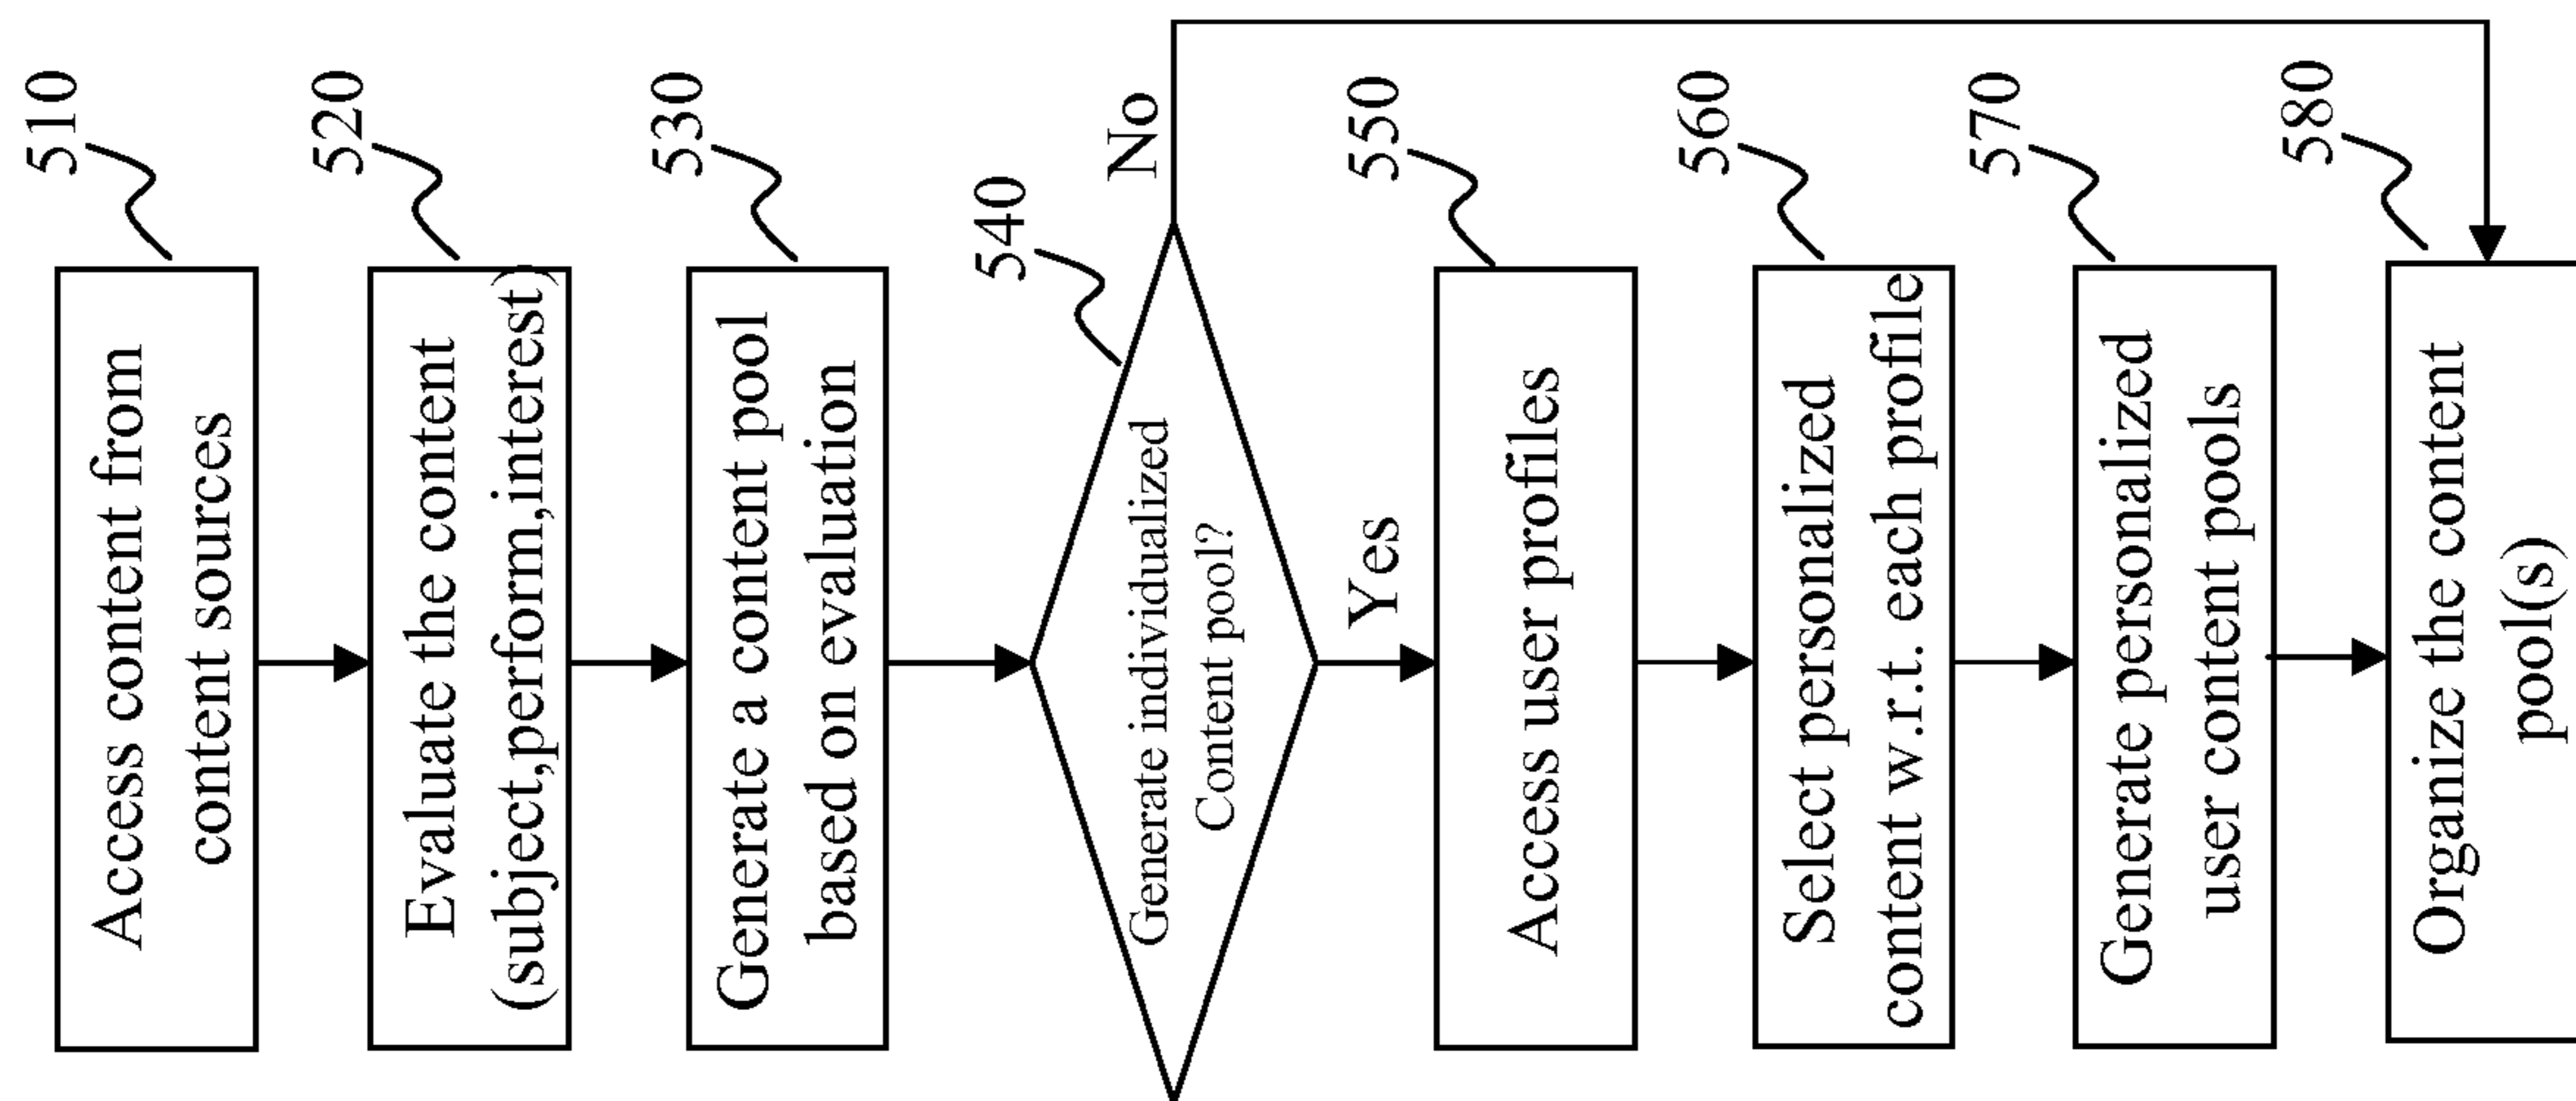 510
Access content from
content sources
520
Evaluate the content
(subject,perform,interest)
530
Generate a content pool
based on evaluation
540
Generate individualized
Content pool?
No
Yes
550
Access user profiles
560
Select personalized
content w.r.t. each profile
570
Generate personalized
user content pools
580
Organize the content
pool(s)